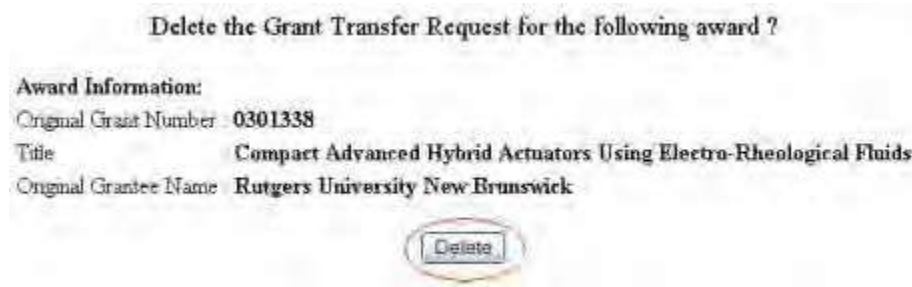 Delete the Grant Transfer Request for the following award ?
Award Information:
Original Grant Number 0301338
Title Compact Advanced Hybrid Actuators Using Electro-Rheological Fluids
Original Grantee Name Rutgers University New Brunswick
Delete